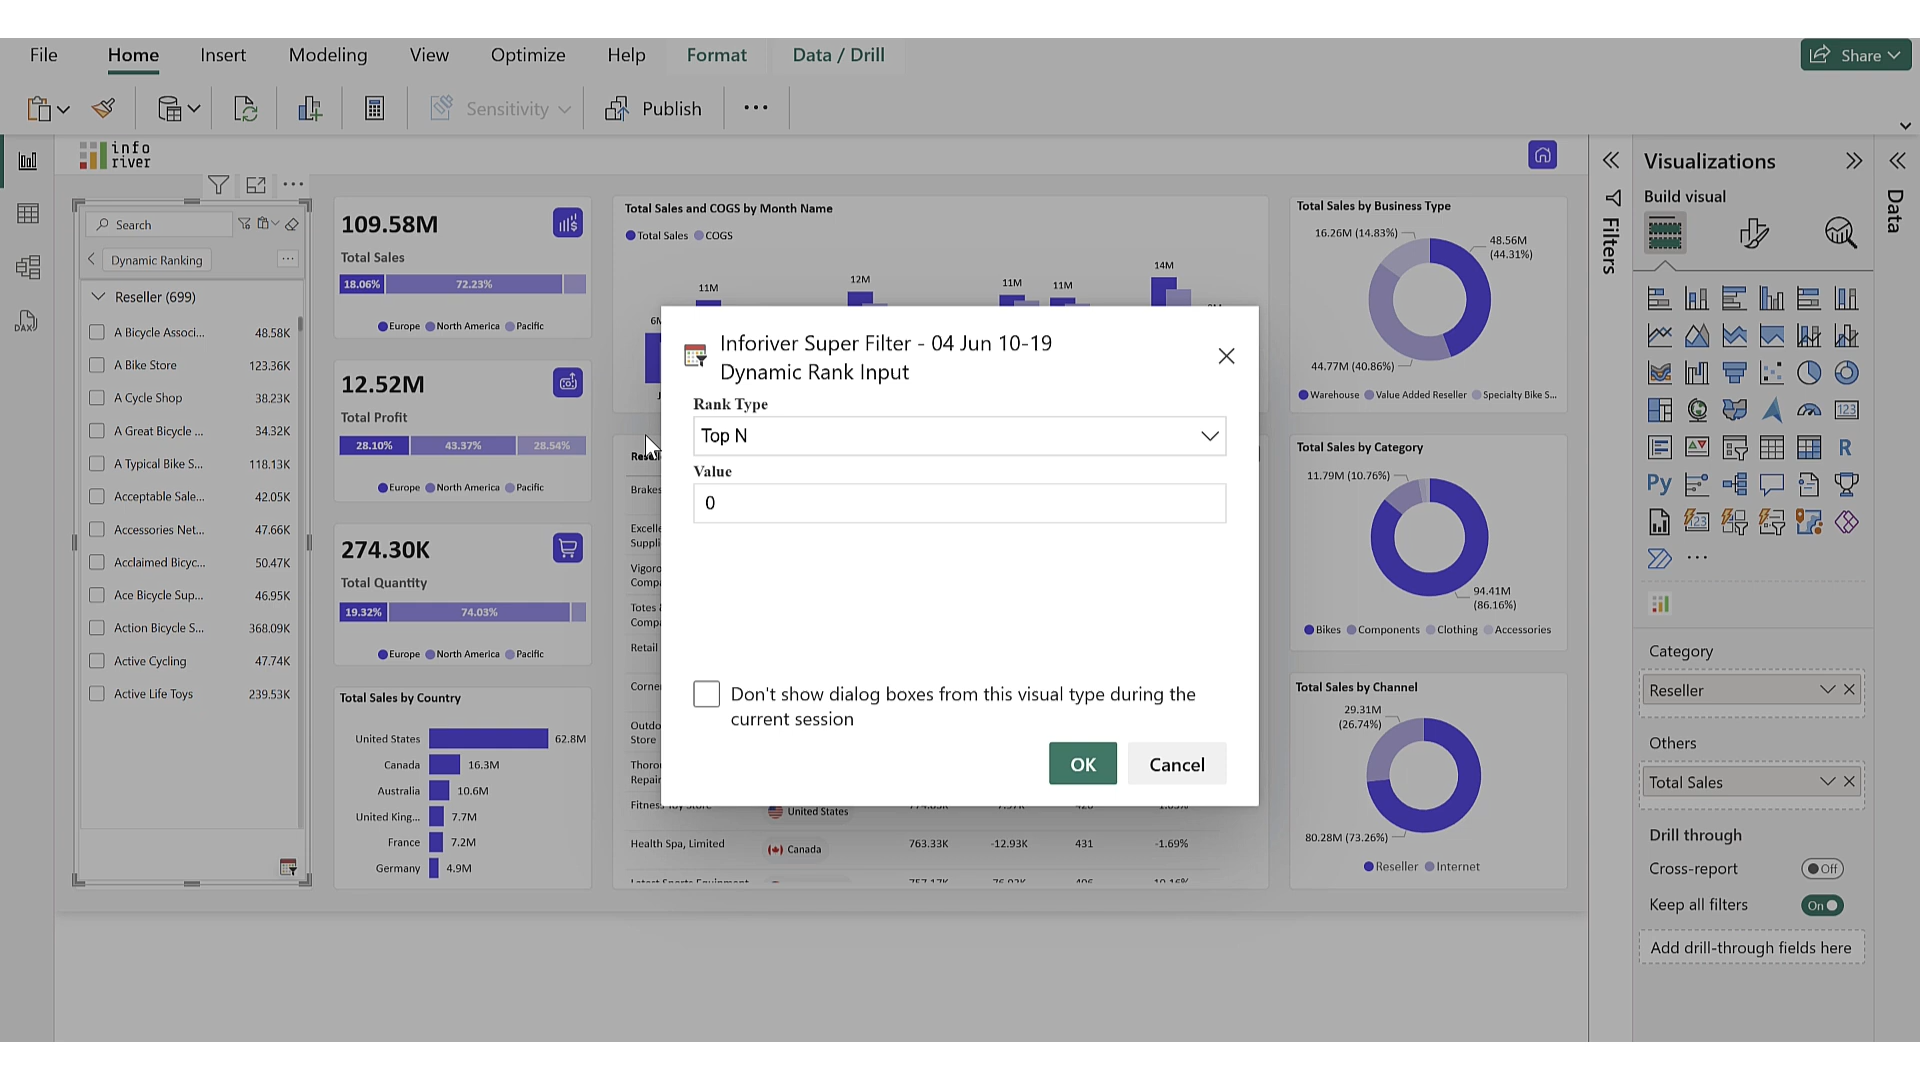 File Home Insert Modeling View Optimize Help Format Data / Drill Share
Sensitivity Publish
info
river
Search
Dynamic Ranking
Reseller (699)
A Bicycle Associ... 48.58K
A Bike Store 123.36K
A Cycle Shop 38.23K
A Great Bicycle ... 34.32K
A Typical Bike S... 118.13K
Acceptable Sale... 42.05K
Accessories Net... 47.66K
Acclaimed Bicyc... 50.47K
Ace Bicycle Sup... 46.95K
Action Bicycle S... 368.09K
Active Cycling 47.74K
Active Life Toys 239.53K
109.58M
Total Sales
18.06% 72.23%
Europe North America Pacific
12.52M
Total Profit
28.10% 43.37% 28.54%
Europe North America Pacific
274.30K
Total Quantity
19.32% 74.03%
Europe North America Pacific
Total Sales by Country
United States 62.8M
Canada 16.3M
Australia 10.6M
United King... 7.7M
France 7.2M
Germany 4.9M
Total Sales and COGS by Month Name
Total Sales COGS
11M 12M 11M 11M 14M
Inforiver Super Filter - 04 Jun 10-19
Dynamic Rank Input
Rank Type
Top N
Value
0
Don't show dialog boxes from this visual type during the
current session
OK Cancel
United States
Health Spa, Limited Canada 763.33K -12.93K 431 -1.69%
Total Sales by Business Type
16.26M (14.83%)
48.56M
(44.31%)
44.77M (40.86%)
Warehouse Value Added Reseller Specialty Bike S...
Total Sales by Category
11.79M (10.76%)
94.41M
(86.16%)
Bikes Components Clothing Accessories
Total Sales by Channel
29.31M
(26.74%)
80.28M (73.26%)
Reseller Internet
Filters
Visualizations
Build visual
123
R
Py
123
Category
Reseller
Others
Total Sales
Drill through
Cross-report Off
Keep all filters On
Add drill-through fields here
Data
DAX